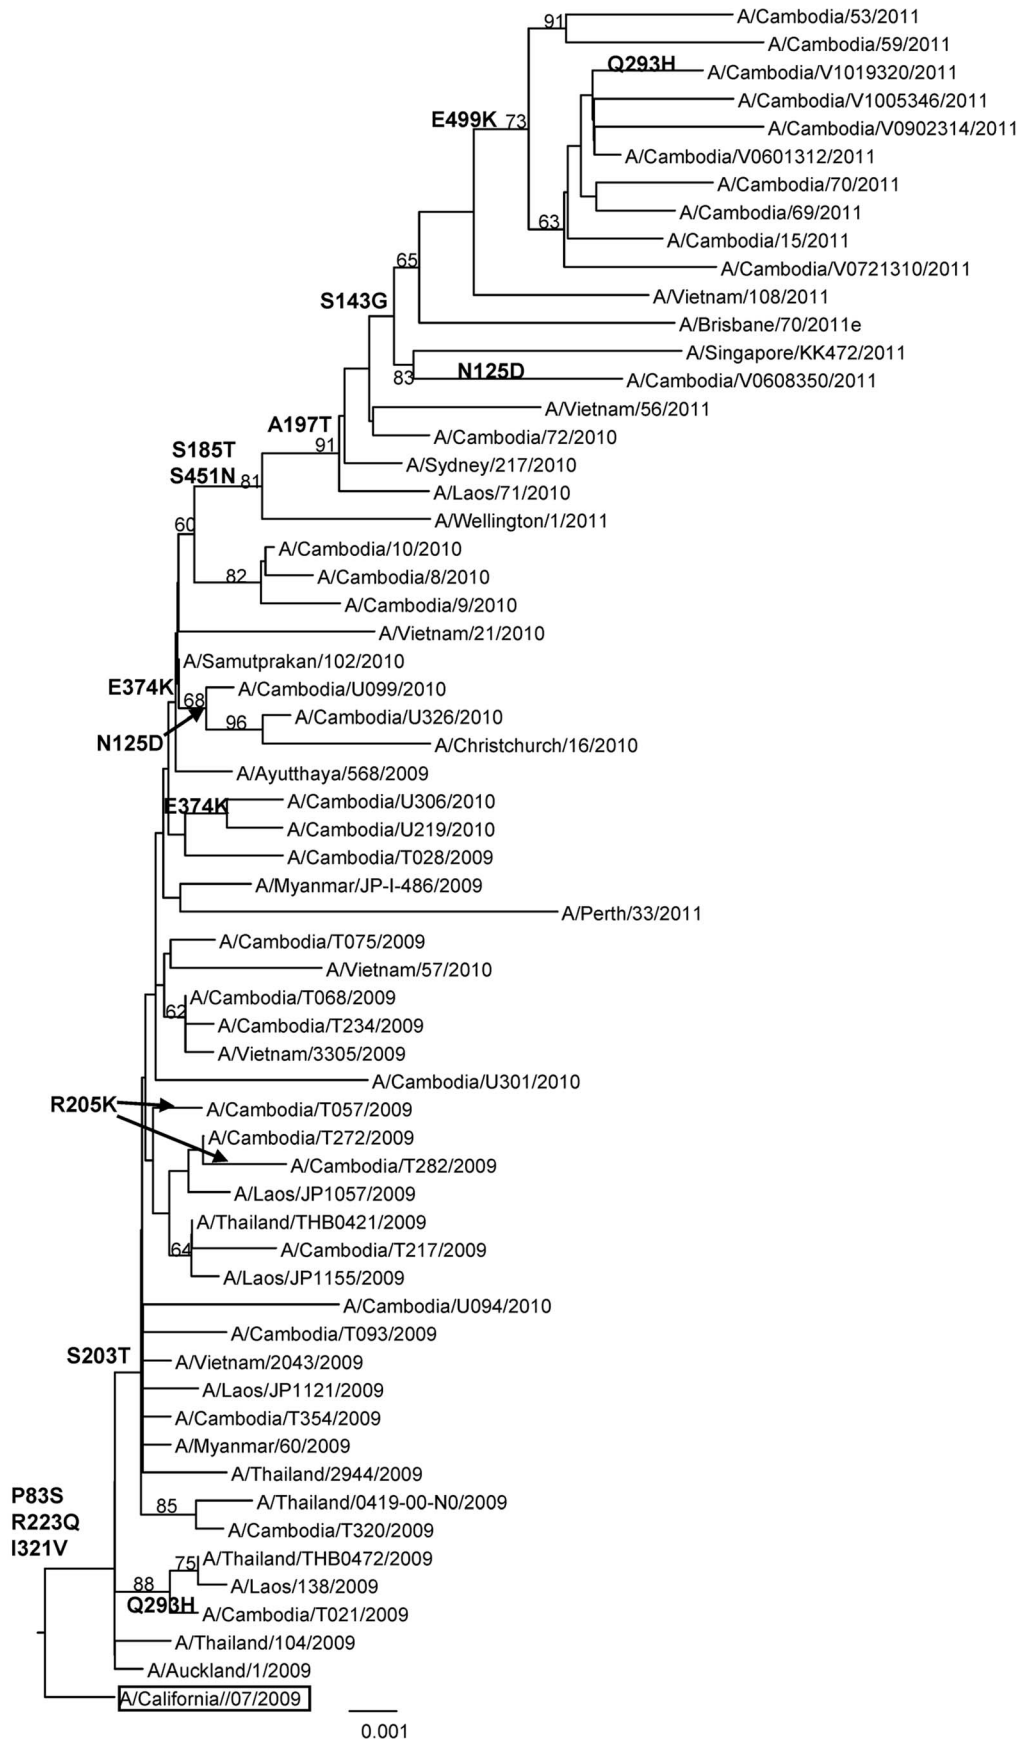 91
A/Cambodia/53/2011
A/Cambodia/59/2011
Q293H
A/Cambodia/V1019320/2011
A/Cambodia/V1005346/2011
E499K 73
A/Cambodia/V0902314/2011
A/Cambodia/V0601312/2011
A/Cambodia/70/2011
A/Cambodia/69/2011
63
A/Cambodia/15/2011
65
A/Cambodia/V0721310/2011
S143G
A/Vietnam/108/2011
A/Brisbane/70/2011e
A/Singapore/KK472/2011
83
N125D
A/Cambodia/V0608350/2011
A/Vietnam/56/2011
A197T
91
A/Cambodia/72/2010
S185T
A/Sydney/217/2010
S451N 81
A/Laos/71/2010
A/Wellington/1/2011
60
A/Cambodia/10/2010
82
A/Cambodia/8/2010
A/Cambodia/9/2010
A/Vietnam/21/2010
A/Samutprakan/102/2010
E374K
68
A/Cambodia/U099/2010
96
A/Cambodia/U326/2010
N125D
A/Christchurch/16/2010
A/Ayutthaya/568/2009
E374K
A/Cambodia/U306/2010
A/Cambodia/U219/2010
A/Cambodia/T028/2009
A/Myanmar/JP-I-486/2009
A/Perth/33/2011
A/Cambodia/T075/2009
A/Vietnam/57/2010
A/Cambodia/T068/2009
62
A/Cambodia/T234/2009
A/Vietnam/3305/2009
A/Cambodia/U301/2010
R205K
A/Cambodia/T057/2009
A/Cambodia/T272/2009
A/Cambodia/T282/2009
A/Laos/JP1057/2009
A/Thailand/THB0421/2009
64
A/Cambodia/T217/2009
A/Laos/JP1155/2009
A/Cambodia/U094/2010
A/Cambodia/T093/2009
S203T
A/Vietnam/2043/2009
A/Laos/JP1121/2009
A/Cambodia/T354/2009
A/Myanmar/60/2009
A/Thailand/2944/2009
P83S
85
A/Thailand/0419-00-N0/2009
R223Q
A/Cambodia/T320/2009
I321V
75
A/Thailand/THB0472/2009
88
A/Laos/138/2009
Q293H
A/Cambodia/T021/2009
A/Thailand/104/2009
A/Auckland/1/2009
A/California//07/2009
0.001